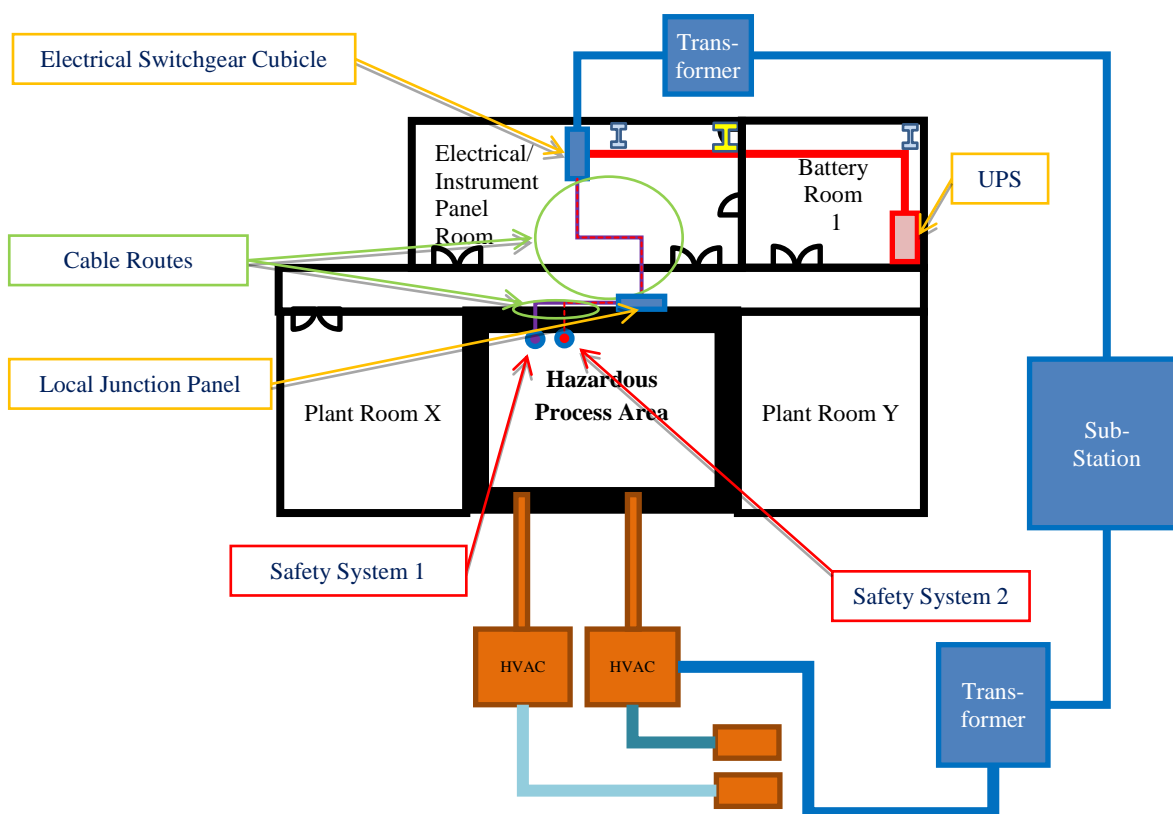 Trans-
former
Electrical Switchgear Cubicle
Electrical/
Instrument
Panel
Room
Battery
Room
1
UPS
Cable Routes
Local Junction Panel
Hazardous
Process Area
Plant Room X
Plant Room Y
Sub-
Station
Safety System 1
Safety System 2
HVAC
HVAC
Trans-
former